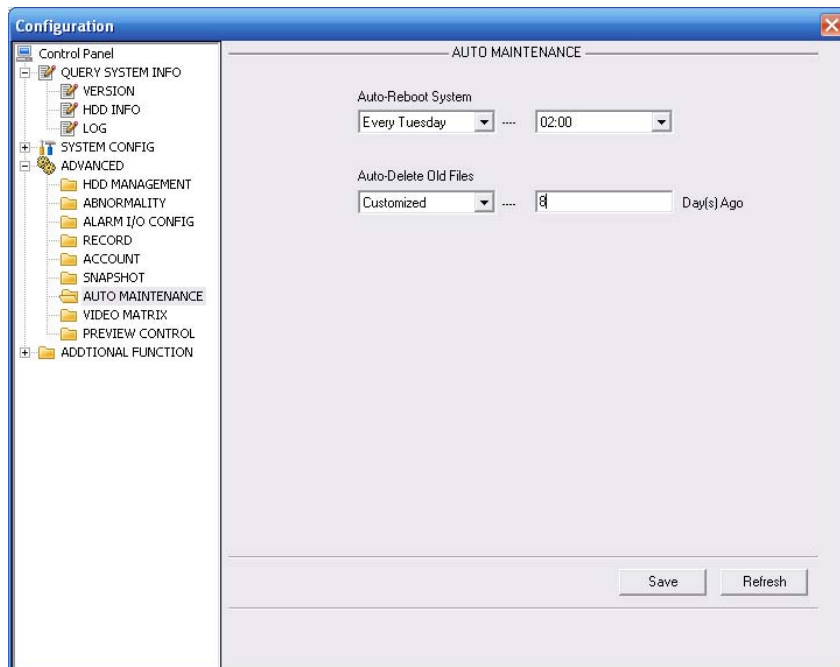 Configuration
Control Panel
QUERY SYSTEM INFO
VERSION
HDD INFO
LOG
SYSTEM CONFIG
ADVANCED
HDD MANAGEMENT
ABNORMALITY
ALARM I/O CONFIG
RECORD
ACCOUNT
SNAPSHOT
AUTO MAINTENANCE
VIDEO MATRIX
PREVIEW CONTROL
ADDTIONAL FUNCTION
AUTO MAINTENANCE
Auto-Reboot System
Every Tuesday ---- 02:00
Auto-Delete Old Files
Customized ---- 8 Day(s) Ago
Save Refresh